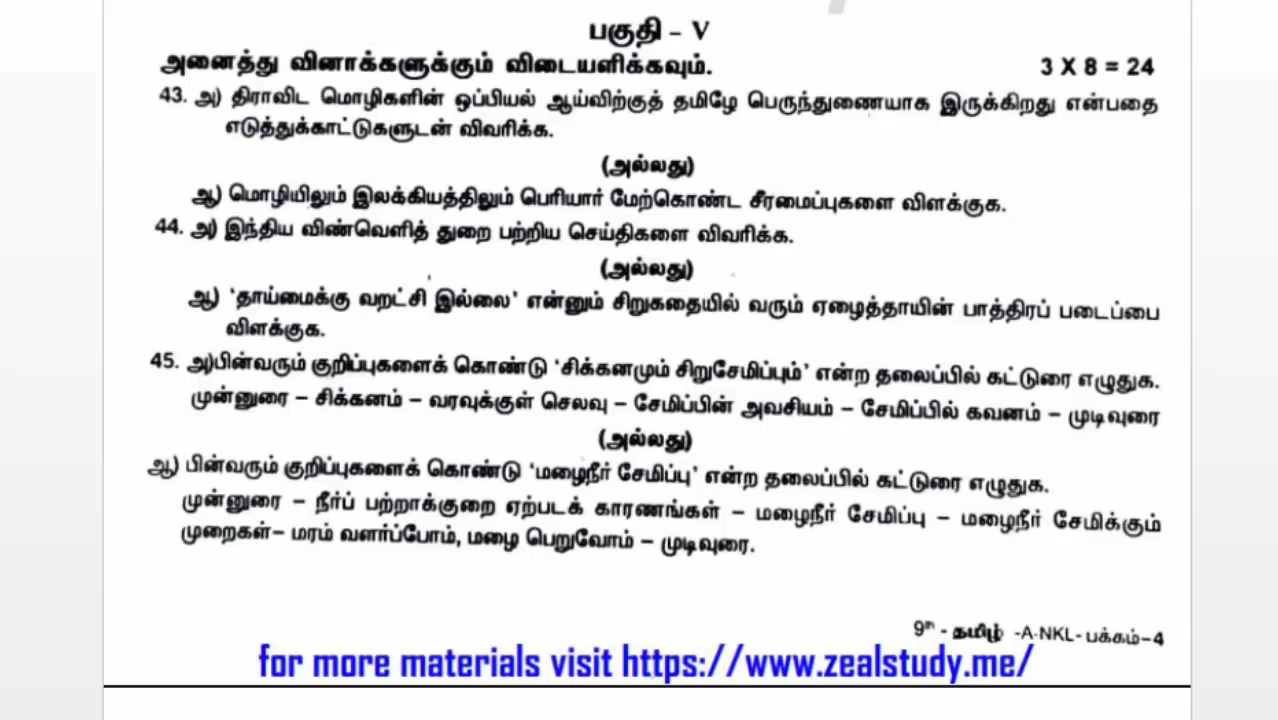 பகுதி – V
அனைத்து வினாக்களுக்கும் விடையளிக்கவும். 3 X 8 = 24
43. அ) திராவிட மொழிகளின் ஒப்பியல் ஆய்விற்குத் தமிழே பெருந்துணையாக இருக்கிறது என்பதை
எடுத்துக்காட்டுகளுடன் விவரிக்க.
(அல்லது)
ஆ) மொழியிலும் இலக்கியத்திலும் பெரியார் மேற்கொண்ட சீரமைப்புகளை விளக்குக.
44. அ) இந்திய விண்வெளித் துறை பற்றிய செய்திகளை விவரிக்க.
(அல்லது)
ஆ) 'தாய்மைக்கு வறட்சி இல்லை' என்னும் சிறுகதையில் வரும் ஏழைத்தாயின் பாத்திரப் படைப்பை
விளக்குக.
45. அ)பின்வரும் குறிப்புகளைக் கொண்டு 'சிக்கனமும் சிறுசேமிப்பும்' என்ற தலைப்பில் கட்டுரை எழுதுக.
முன்னுரை – சிக்கனம் – வரவுக்குள் செலவு – சேமிப்பின் அவசியம் – சேமிப்பில் கவனம் – முடிவுரை
(அல்லது)
ஆ) பின்வரும் குறிப்புகளைக் கொண்டு 'மழைநீர் சேமிப்பு' என்ற தலைப்பில் கட்டுரை எழுதுக.
முன்னுரை – நீர்ப் பற்றாக்குறை ஏற்படக் காரணங்கள் – மழைநீர் சேமிப்பு – மழைநீர் சேமிக்கும்
முறைகள்– மரம் வளர்ப்போம், மழை பெறுவோம் – முடிவுரை.
9th - தமிழ் -A-NKL- பக்கம்–4
for more materials visit https://www.zealstudy.me/